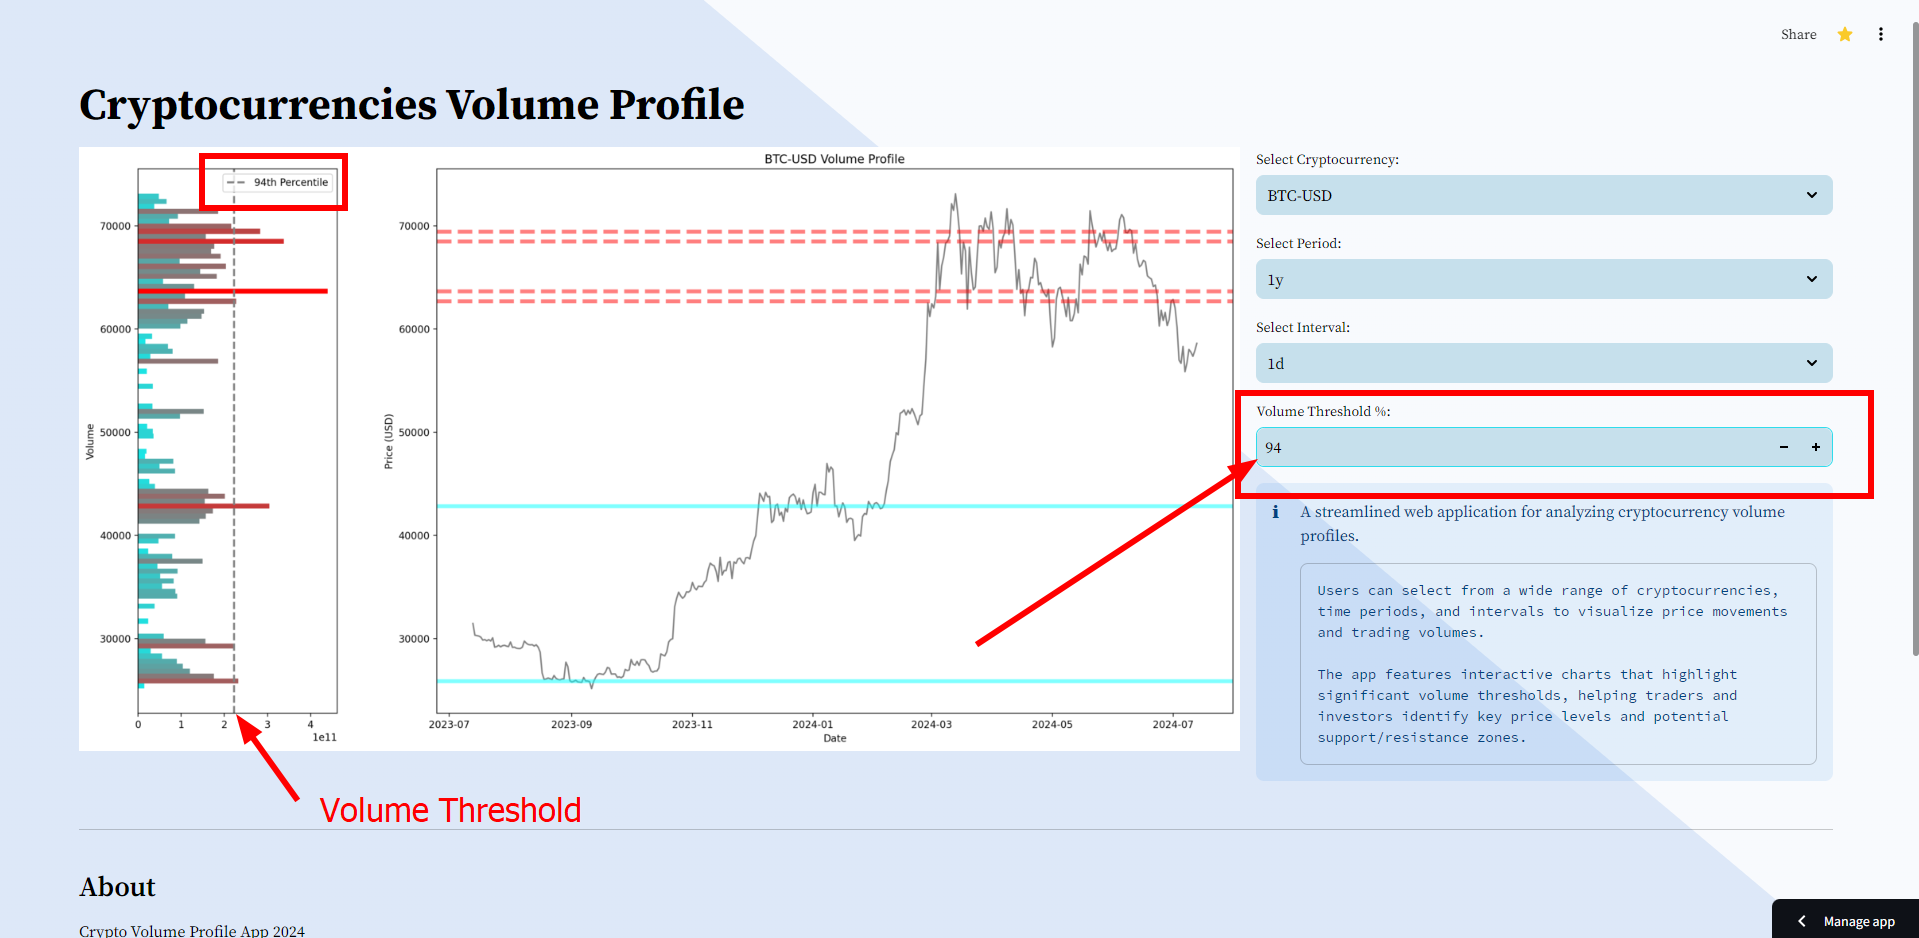 Share
Cryptocurrencies Volume Profile
94th Percentile
70000
60000
50000
40000
30000
Volume
0 1 2 3 4
1e11
BTC-USD Volume Profile
70000
60000
50000
40000
30000
Price (USD)
2023-07 2023-09 2023-11 2024-01 2024-03 2024-05 2024-07
Date
Volume Threshold
Select Cryptocurrency:
BTC-USD
Select Period:
1y
Select Interval:
1d
Volume Threshold %:
94
A streamlined web application for analyzing cryptocurrency volume
profiles.
Users can select from a wide range of cryptocurrencies,
time periods, and intervals to visualize price movements
and trading volumes.
The app features interactive charts that highlight
significant volume thresholds, helping traders and
investors identify key price levels and potential
support/resistance zones.
About
Crypto Volume Profile App 2024
Manage app